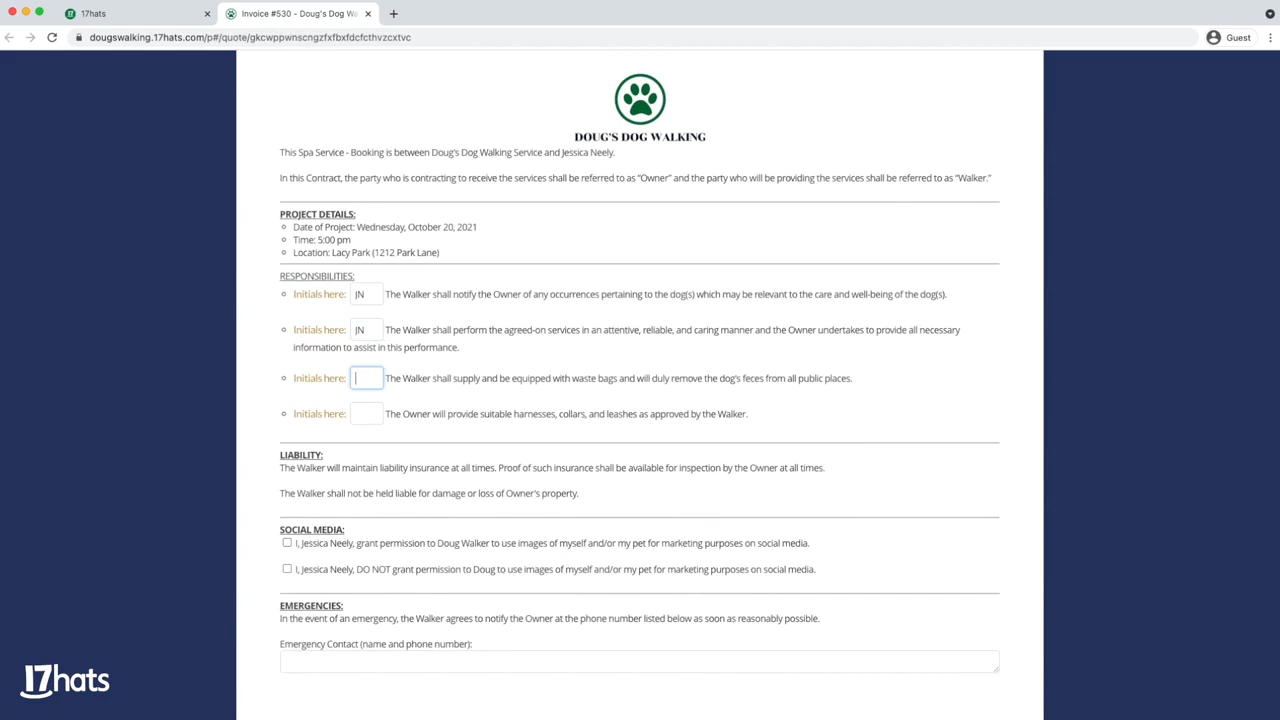 17hats
Invoice #530 - Doug's Dog Wa
dougswalking.17hats.com/p#/quote/gkcwppwnscngzfxfbxfdcfcthvzcxtvc
Guest
DOUG'S DOG WALKING
This Spa Service - Booking is between Doug's Dog Walking Service and Jessica Neely.
In this Contract, the party who is contracting to receive the services shall be referred to as "Owner" and the party who will be providing the services shall be referred to as "Walker."
PROJECT DETAILS:
Date of Project: Wednesday, October 20, 2021
Time: 5:00 pm
Location: Lacy Park (1212 Park Lane)
RESPONSIBILITIES:
Initials here: JN The Walker shall notify the Owner of any occurrences pertaining to the dog(s) which may be relevant to the care and well-being of the dog(s).
Initials here: JN The Walker shall perform the agreed-on services in an attentive, reliable, and caring manner and the Owner undertakes to provide all necessary
information to assist in this performance.
Initials here: The Walker shall supply and be equipped with waste bags and will duly remove the dog's feces from all public places.
Initials here: The Owner will provide suitable harnesses, collars, and leashes as approved by the Walker.
LIABILITY:
The Walker will maintain liability insurance at all times. Proof of such insurance shall be available for inspection by the Owner at all times.
The Walker shall not be held liable for damage or loss of Owner's property.
SOCIAL MEDIA:
I, Jessica Neely, grant permission to Doug Walker to use images of myself and/or my pet for marketing purposes on social media.
I, Jessica Neely, DO NOT grant permission to Doug to use images of myself and/or my pet for marketing purposes on social media.
EMERGENCIES:
In the event of an emergency, the Walker agrees to notify the Owner at the phone number listed below as soon as reasonably possible.
Emergency Contact (name and phone number):
17hats